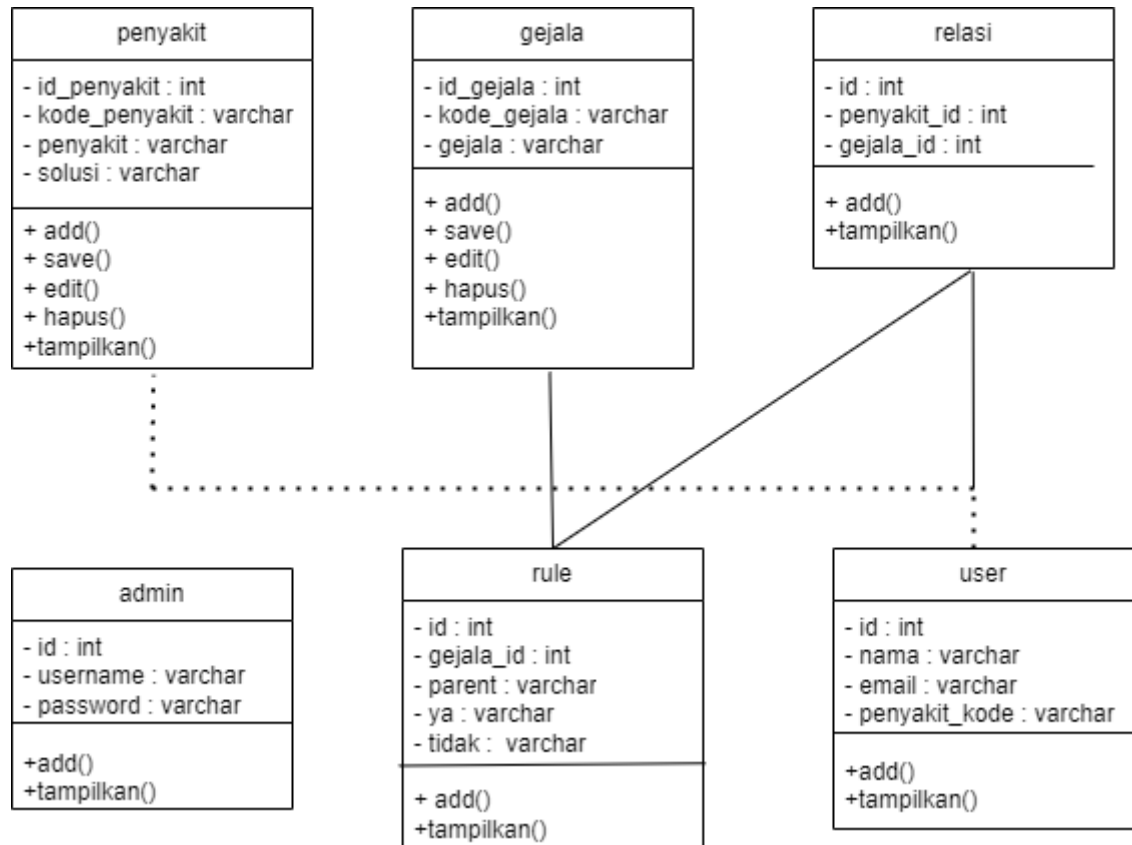 penyakit
- id_penyakit : int
- kode_penyakit : varchar
- penyakit : varchar
- solusi : varchar
+ add()
+ save()
+ edit()
+ hapus()
+tampilkan()
gejala
- id_gejala : int
- kode_gejala : varchar
- gejala : varchar
+ add()
+ save()
+ edit()
+ hapus()
+tampilkan()
relasi
- id : int
- penyakit_id : int
- gejala_id : int
+ add()
+tampilkan()
admin
- id : int
- username : varchar
- password : varchar
+add()
+tampilkan()
rule
- id : int
- gejala_id : int
- parent : varchar
- ya : varchar
- tidak :  varchar
+ add()
+tampilkan()
user
- id : int
- nama : varchar
- email : varchar
- penyakit_kode : varchar
+add()
+tampilkan()